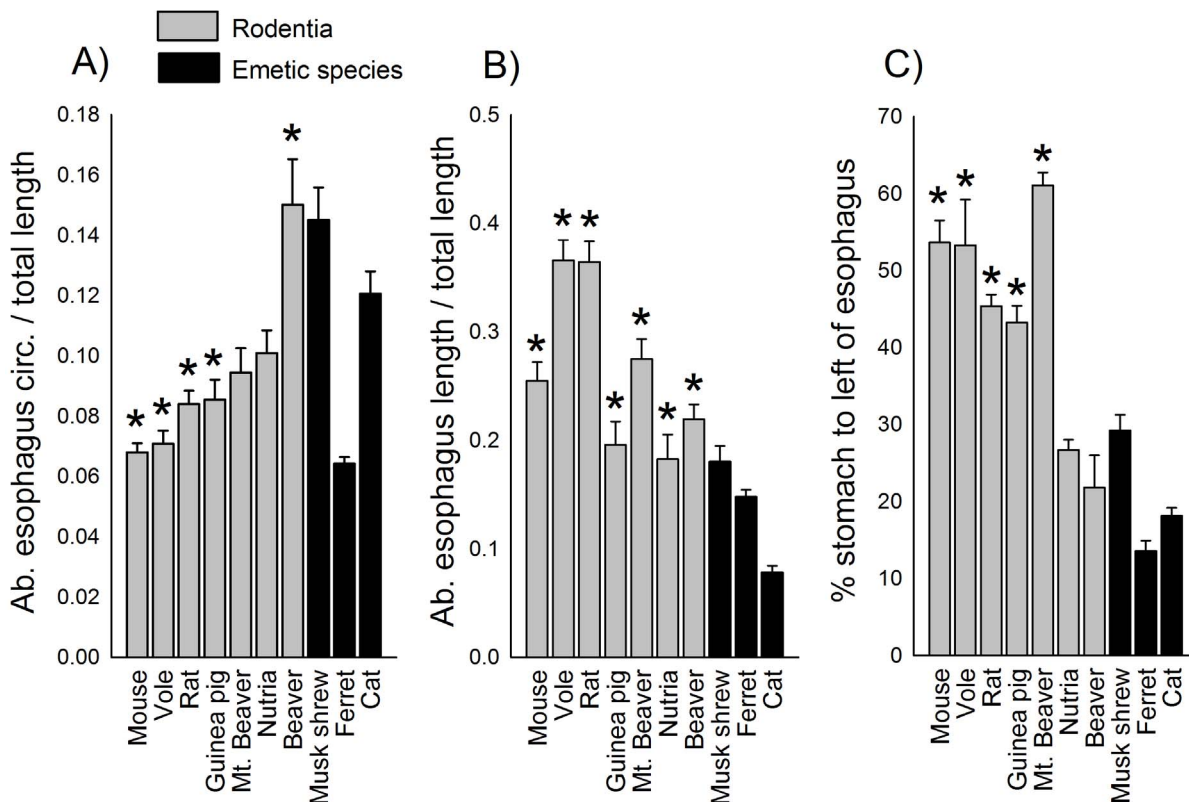 Rodentia
Emetic species
A)
Ab. esophagus circ. / total length
0.18
0.16
0.14
0.12
0.10
0.08
0.06
0.04
0.02
0.00
*
*
*
*
*
Mouse
Vole
Rat
Guinea pig
Mt. Beaver
Nutria
Beaver
Musk shrew
Ferret
Cat
B)
Ab. esophagus length / total length
0.5
0.4
0.3
0.2
0.1
0.0
*
*
*
*
*
*
*
Mouse
Vole
Rat
Guinea pig
Mt. Beaver
Nutria
Beaver
Musk shrew
Ferret
Cat
C)
% stomach to left of esophagus
70
60
50
40
30
20
10
0
*
*
*
*
*
Mouse
Vole
Rat
Guinea pig
Mt. Beaver
Nutria
Beaver
Musk shrew
Ferret
Cat